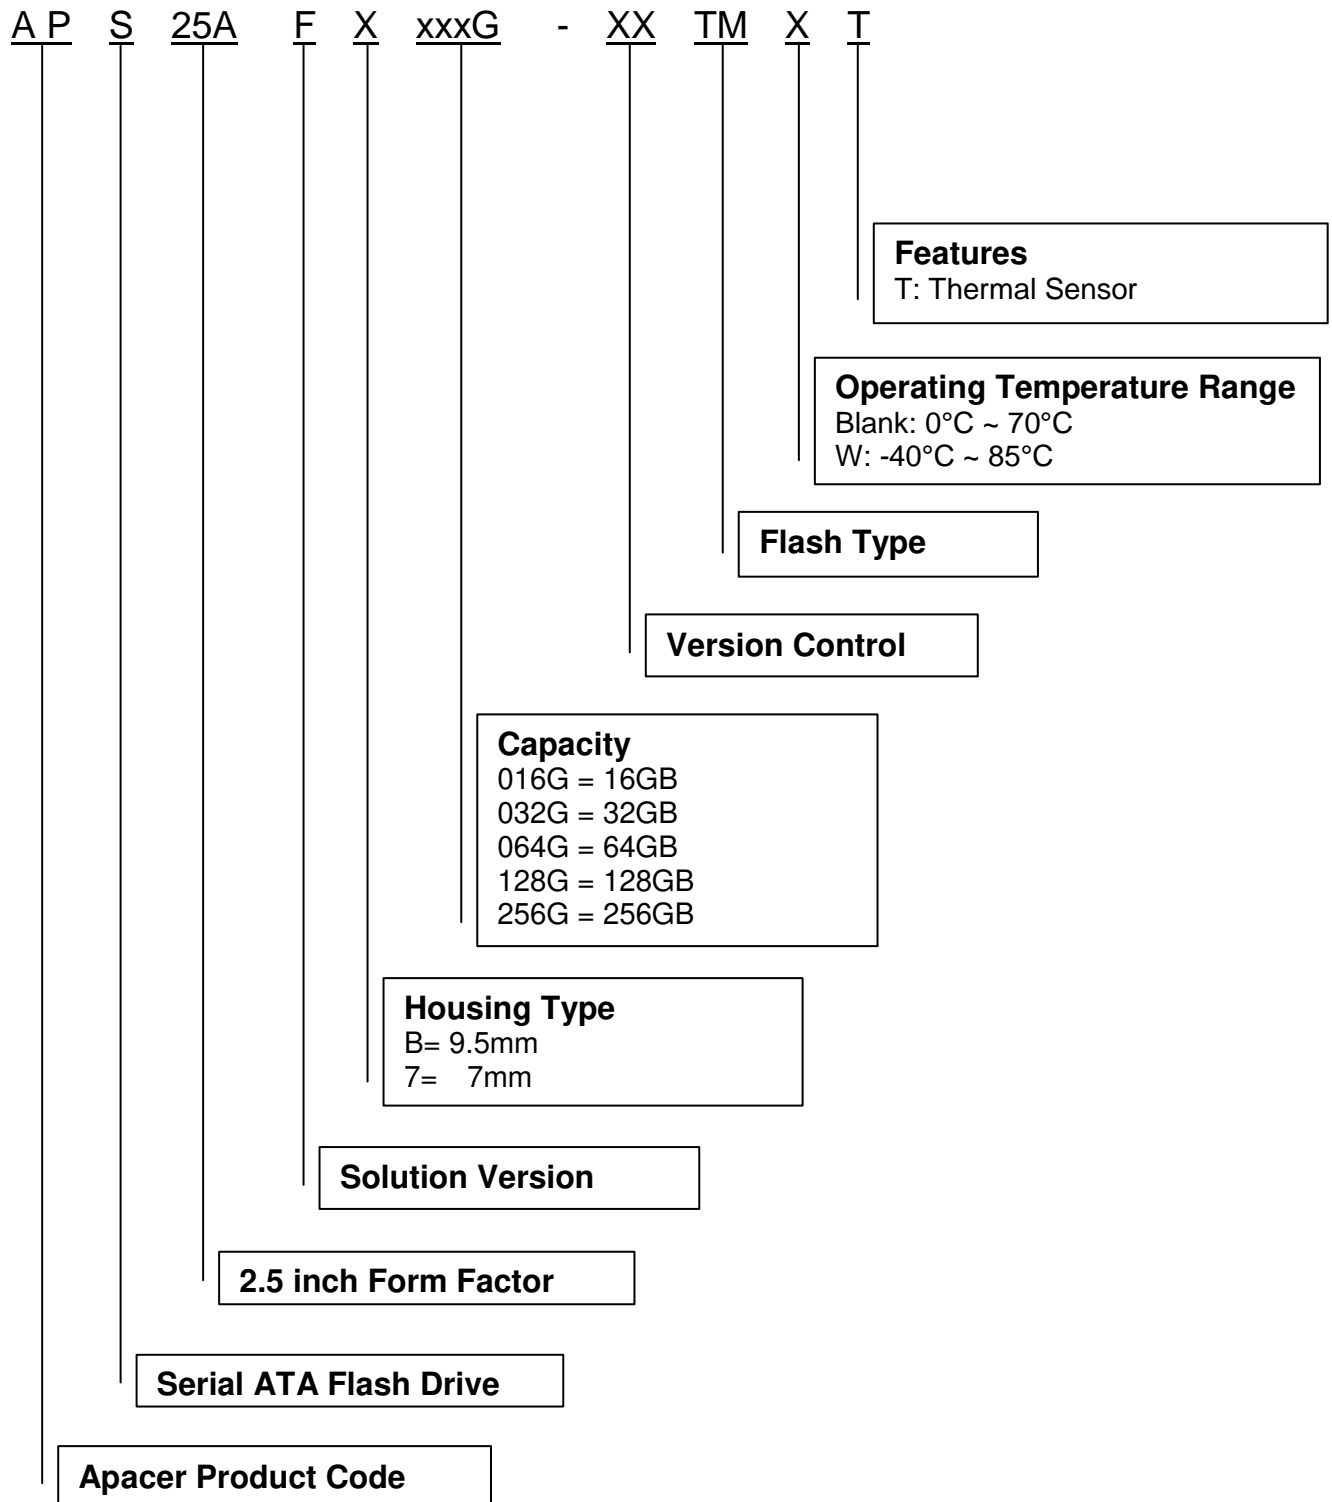 A P S 25A F X xxxG - XX TM X T
Features
T: Thermal Sensor
Operating Temperature Range
Blank: 0°C ~ 70°C
W: -40°C ~ 85°C
Flash Type
Version Control
Capacity
016G = 16GB
032G = 32GB
064G = 64GB
128G = 128GB
256G = 256GB
Housing Type
B= 9.5mm
7= 7mm
Solution Version
2.5 inch Form Factor
Serial ATA Flash Drive
Apacer Product Code